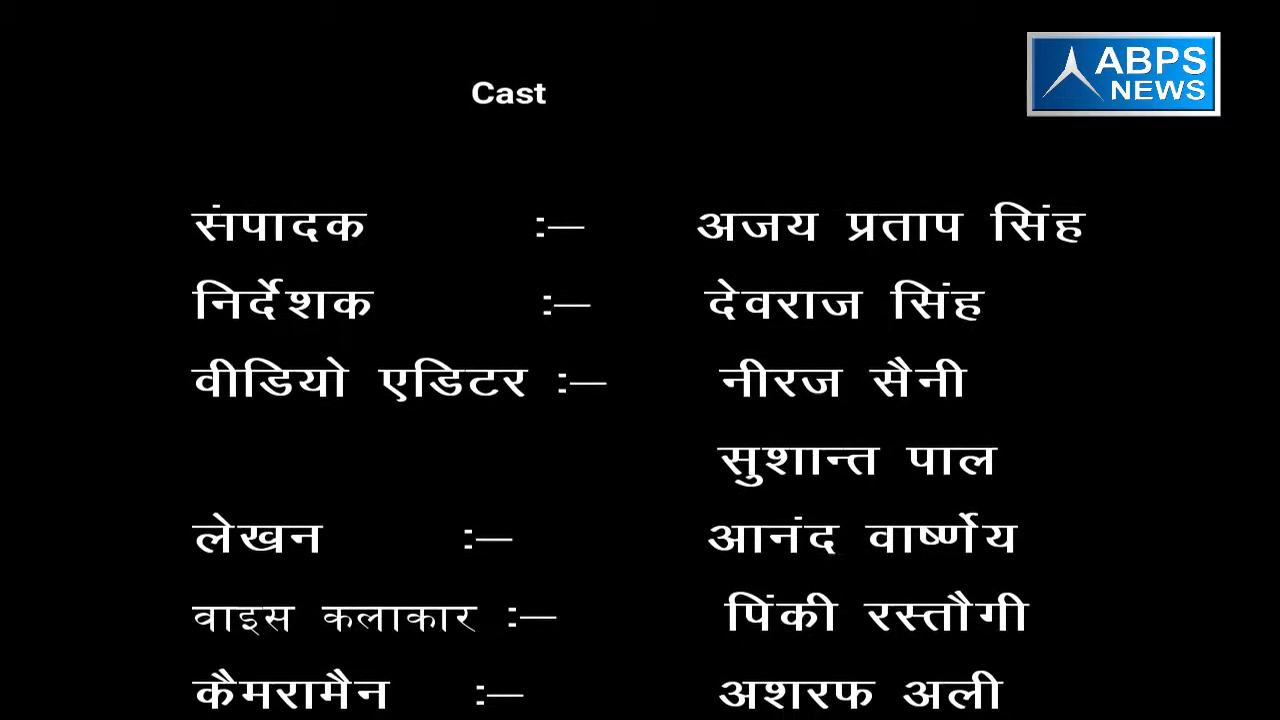 ABPS
NEWS
Cast
संपादक :— अजय प्रताप सिंह
निर्देशक :— देवराज सिंह
वीडियो एडिटर :— नीरज सैनी
सुशान्त पाल
लेखन :— आनंद वार्ष्णेय
वाइस कलाकार :— पिंकी रस्तौगी
कैमरामैन :— अशरफ अली